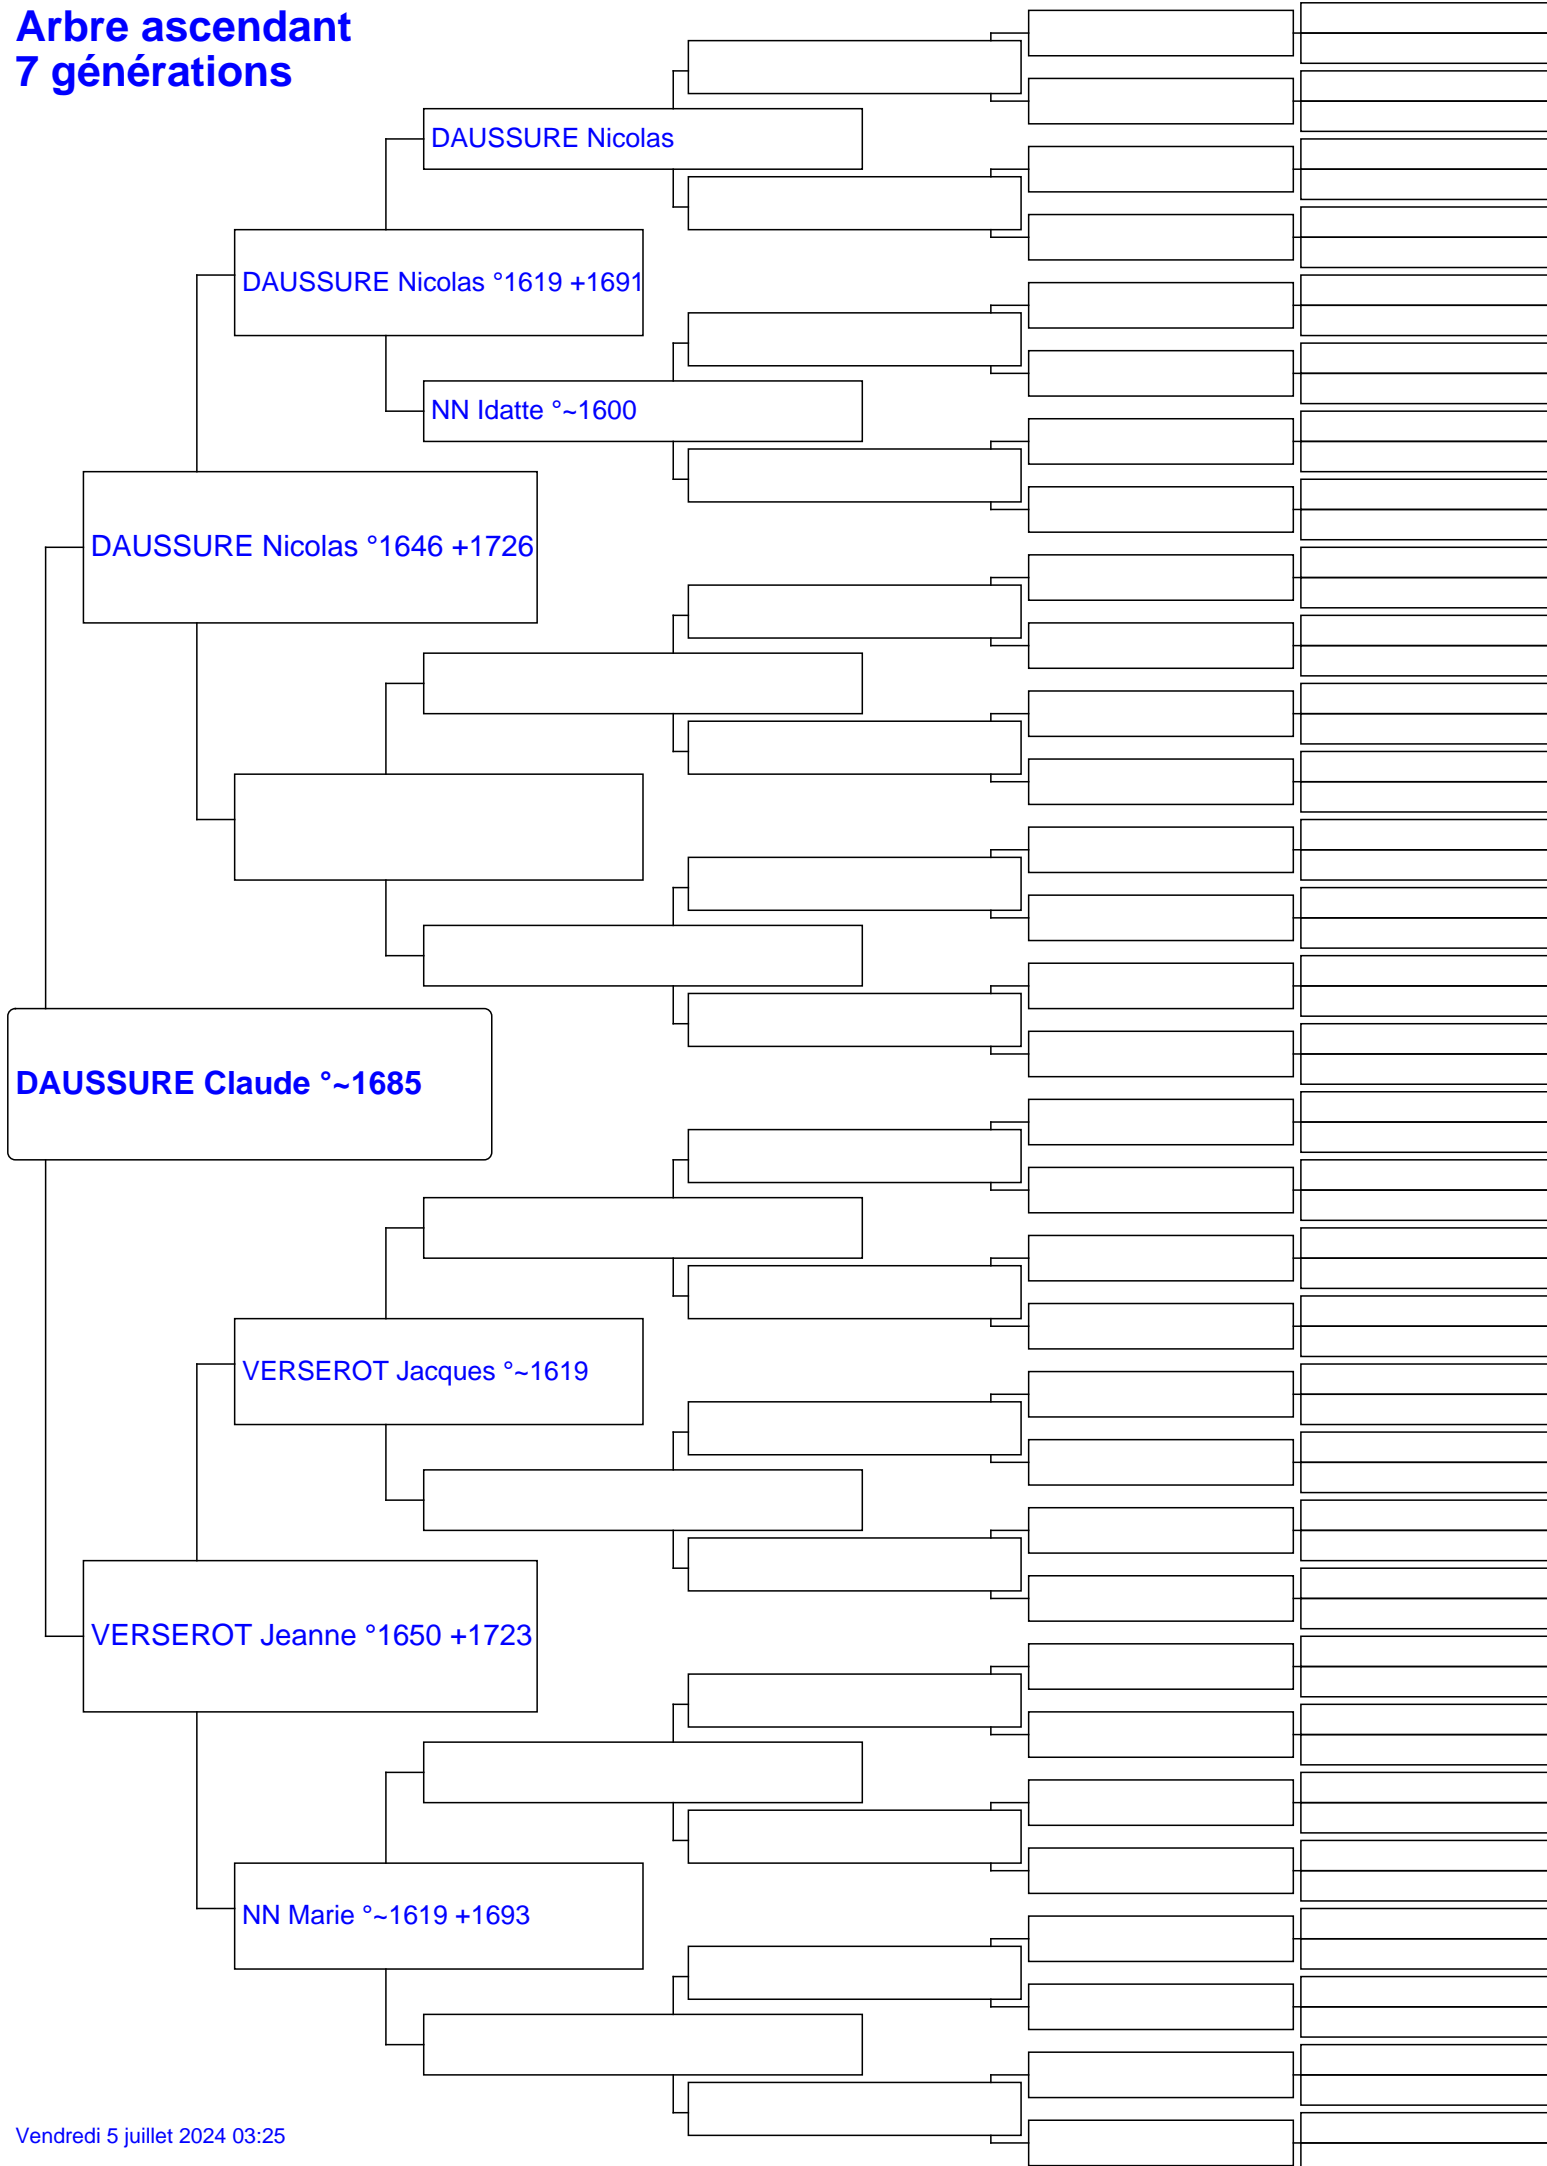 Arbre ascendant
7 générations
DAUSSURE Nicolas
DAUSSURE Nicolas °1619 +1691
NN Idatte °~1600
DAUSSURE Nicolas °1646 +1726
DAUSSURE Claude °~1685
VERSEROT Jacques °~1619
VERSEROT Jeanne °1650 +1723
NN Marie °~1619 +1693
Vendredi 5 juillet 2024 03:25